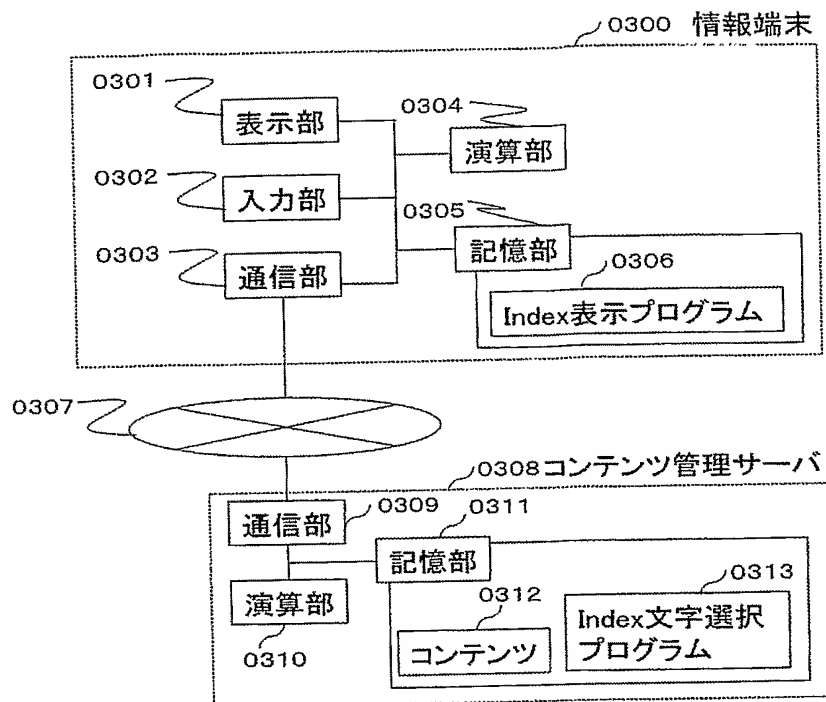 0300 情報端末
0301
表示部
0304
演算部
0302
入力部
0305
記憶部
0303
通信部
0306
Index表示プログラム
0307
0308コンテンツ管理サーバ
通信部
0309
0311
記憶部
演算部
0310
0312
コンテンツ
0313
Index文字選択
プログラム